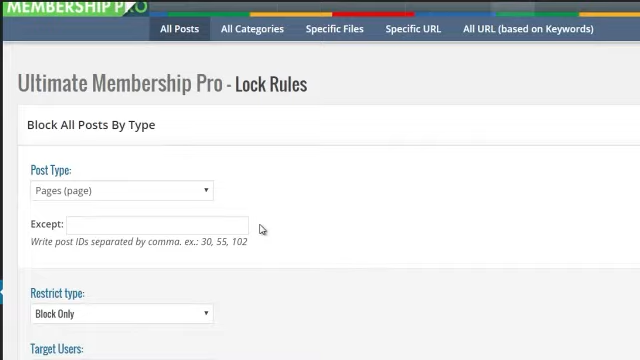 MEMBERSHIP PRO
All Posts All Categories Specific Files Specific URL All URL (based on Keywords)
Ultimate Membership Pro - Lock Rules
Block All Posts By Type
Post Type:
Pages (page)
Except:
Write post IDs separated by comma. ex.: 30, 55, 102
Restrict type:
Block Only
Target Users: